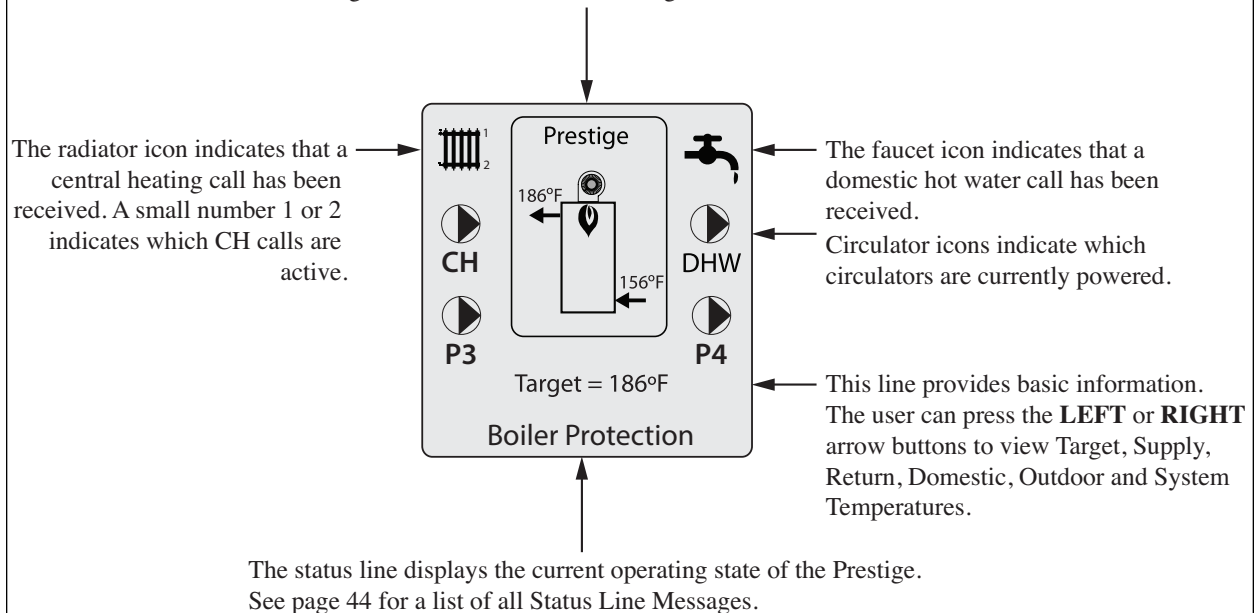 The radiator icon indicates that a
central heating call has been
received. A small number 1 or 2
indicates which CH calls are
active.
1
2
CH
P3
Prestige
186ºF
156ºF
DHW
P4
Target = 186ºF
Boiler Protection
The faucet icon indicates that a
domestic hot water call has been
received.
Circulator icons indicate which
circulators are currently powered.
This line provides basic information.
The user can press the LEFT or RIGHT
arrow buttons to view Target, Supply,
Return, Domestic, Outdoor and System
Temperatures.
The status line displays the current operating state of the Prestige.
See page 44 for a list of all Status Line Messages.